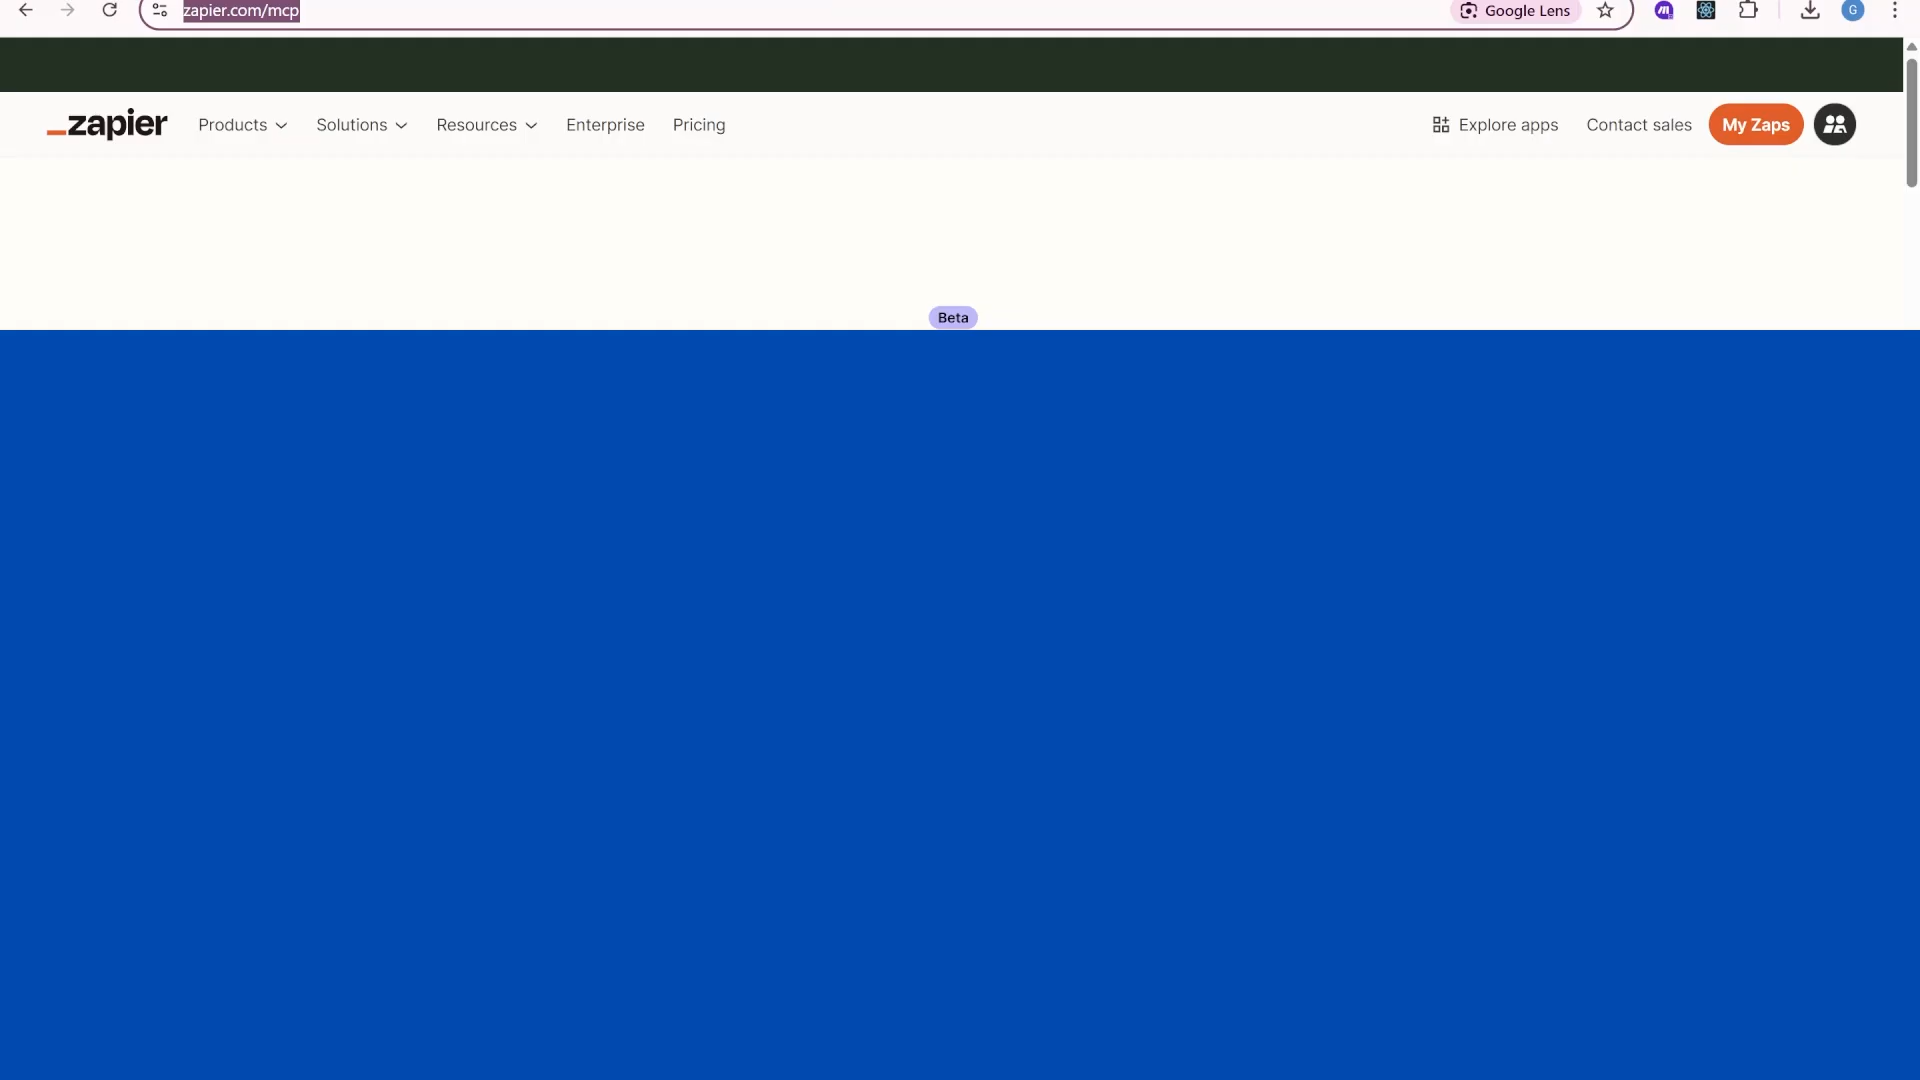 zapier.com/mcp
Google Lens
G
zapier
Products
Solutions
Resources
Enterprise
Pricing
Explore apps
Contact sales
My Zaps
Beta